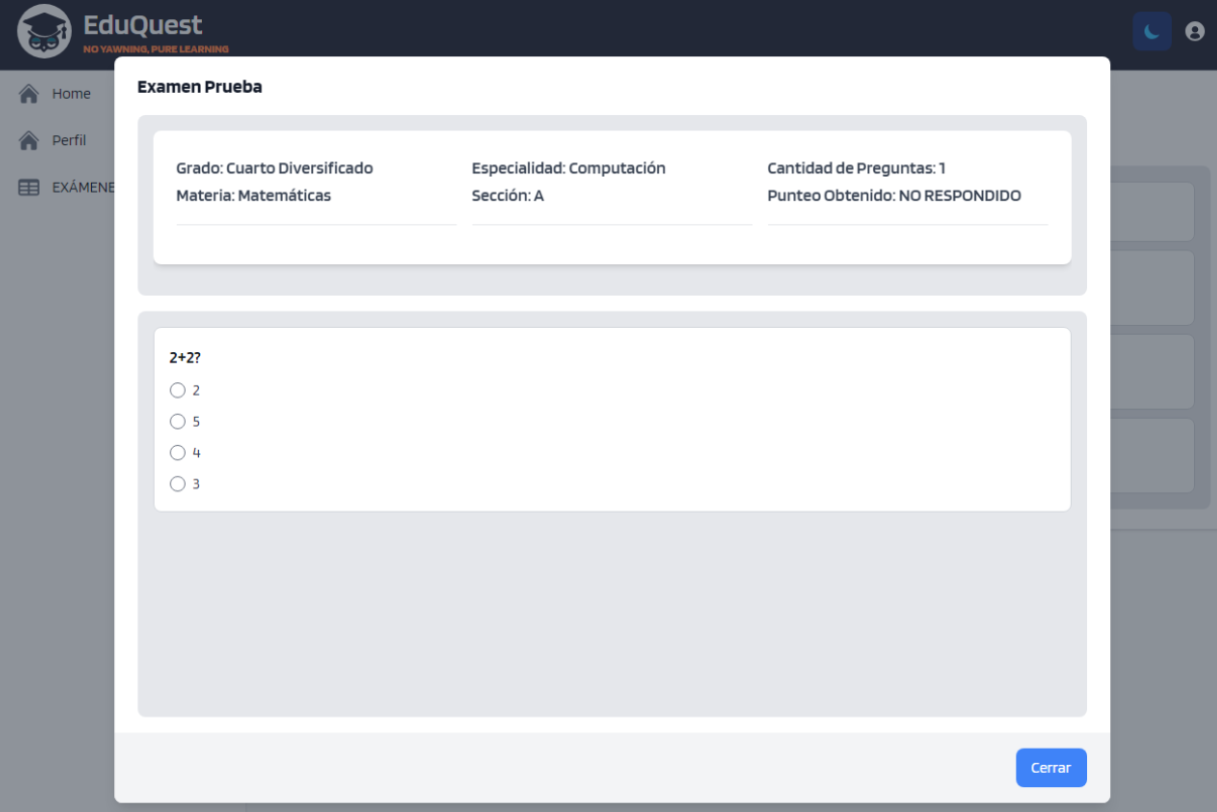 EduQuest
NO YAWNING, PURE LEARNING
Home
Perfil
EXÁMENE
Examen Prueba
Grado: Cuarto Diversificado
Materia: Matemáticas
Especialidad: Computación
Sección: A
Cantidad de Preguntas: 1
Punteo Obtenido: NO RESPONDIDO
2+2?
2
5
4
3
Cerrar